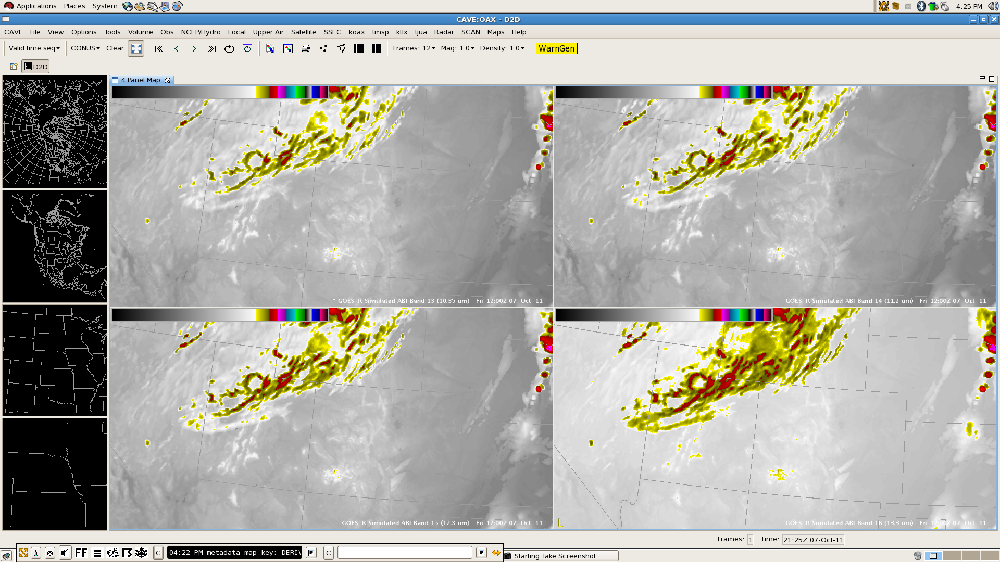 Applications Places System 4:25 PM
CAVE:OAX - D2D
CAVE File View Options Tools Volume Obs NCEP/Hydro Local Upper Air Satellite SSEC koax tmsp ktlx tjua Radar SCAN Maps Help
Valid time seq CONUS Clear Frames: 12 Mag: 1.0 Density: 1.0 WarnGen
D2D
4 Panel Map
* GOES-R Simulated ABI Band 13 (10.35 um) Fri 12:00Z 07-Oct-11
GOES-R Simulated ABI Band 14 (11.2 um) Fri 12:00Z 07-Oct-11
GOES-R Simulated ABI Band 15 (12.3 um) Fri 12:00Z 07-Oct-11
L GOES-R Simulated ABI Band 16 (13.3 um) Fri 12:00Z 07-Oct-11
Frames: 1 Time: 21:25Z 07-Oct-11
FF C 04:22 PM metadata map key: DERIV C
Starting Take Screenshot